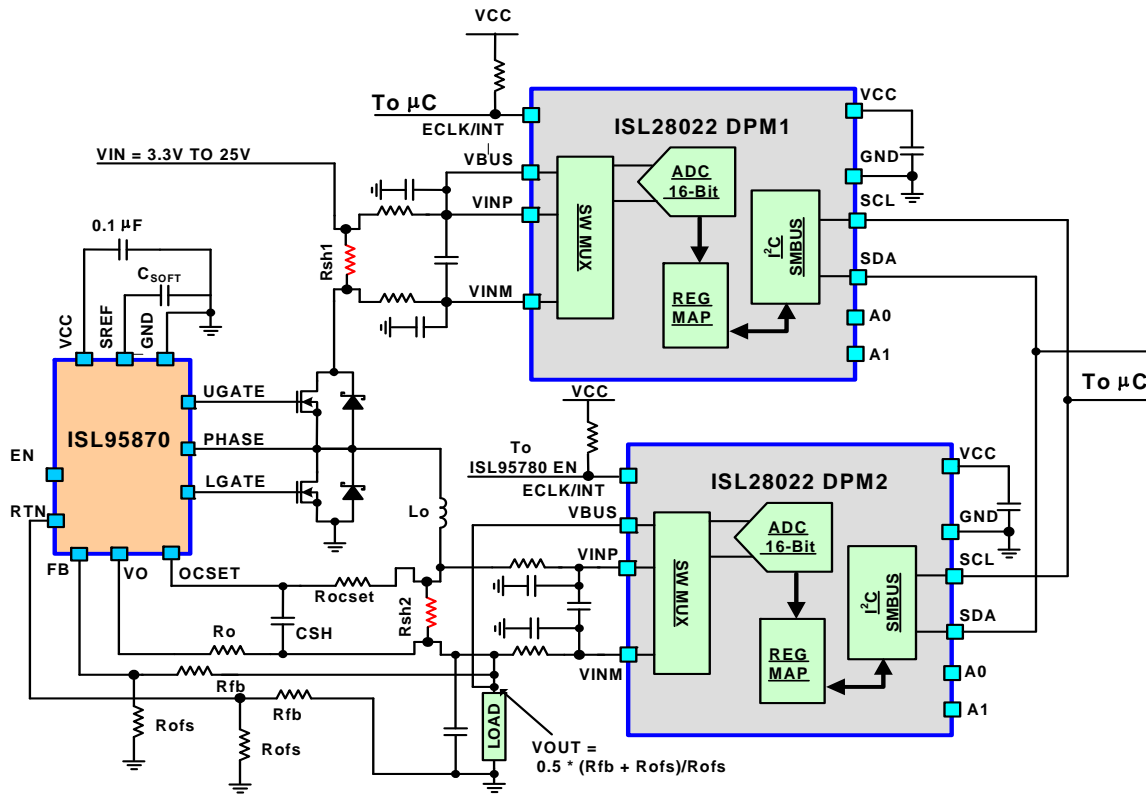 VCC
To μC
ECLK/INT
ISL28022 DPM1
VCC
GND
SCL
SDA
A0
A1
VBUS
VINP
VINM
SW MUX
ADC
16-Bit
REG
MAP
I²C
SMBUS
VIN = 3.3V TO 25V
Rsh1
0.1 μF
CSOFT
VCC
SREF
GND
ISL95870
UGATE
PHASE
LGATE
EN
RTN
FB
VO
OCSET
Lo
Rocset
CSH
Ro
Rsh2
Rfb
Rfb
Rofs
Rofs
LOAD
VOUT =
0.5 * (Rfb + Rofs)/Rofs
VCC
To
ISL95780 EN
ECLK/INT
ISL28022 DPM2
VBUS
VINP
VINM
SW MUX
ADC
16-Bit
REG
MAP
I²C
SMBUS
VCC
GND
SCL
SDA
A0
A1
To μC